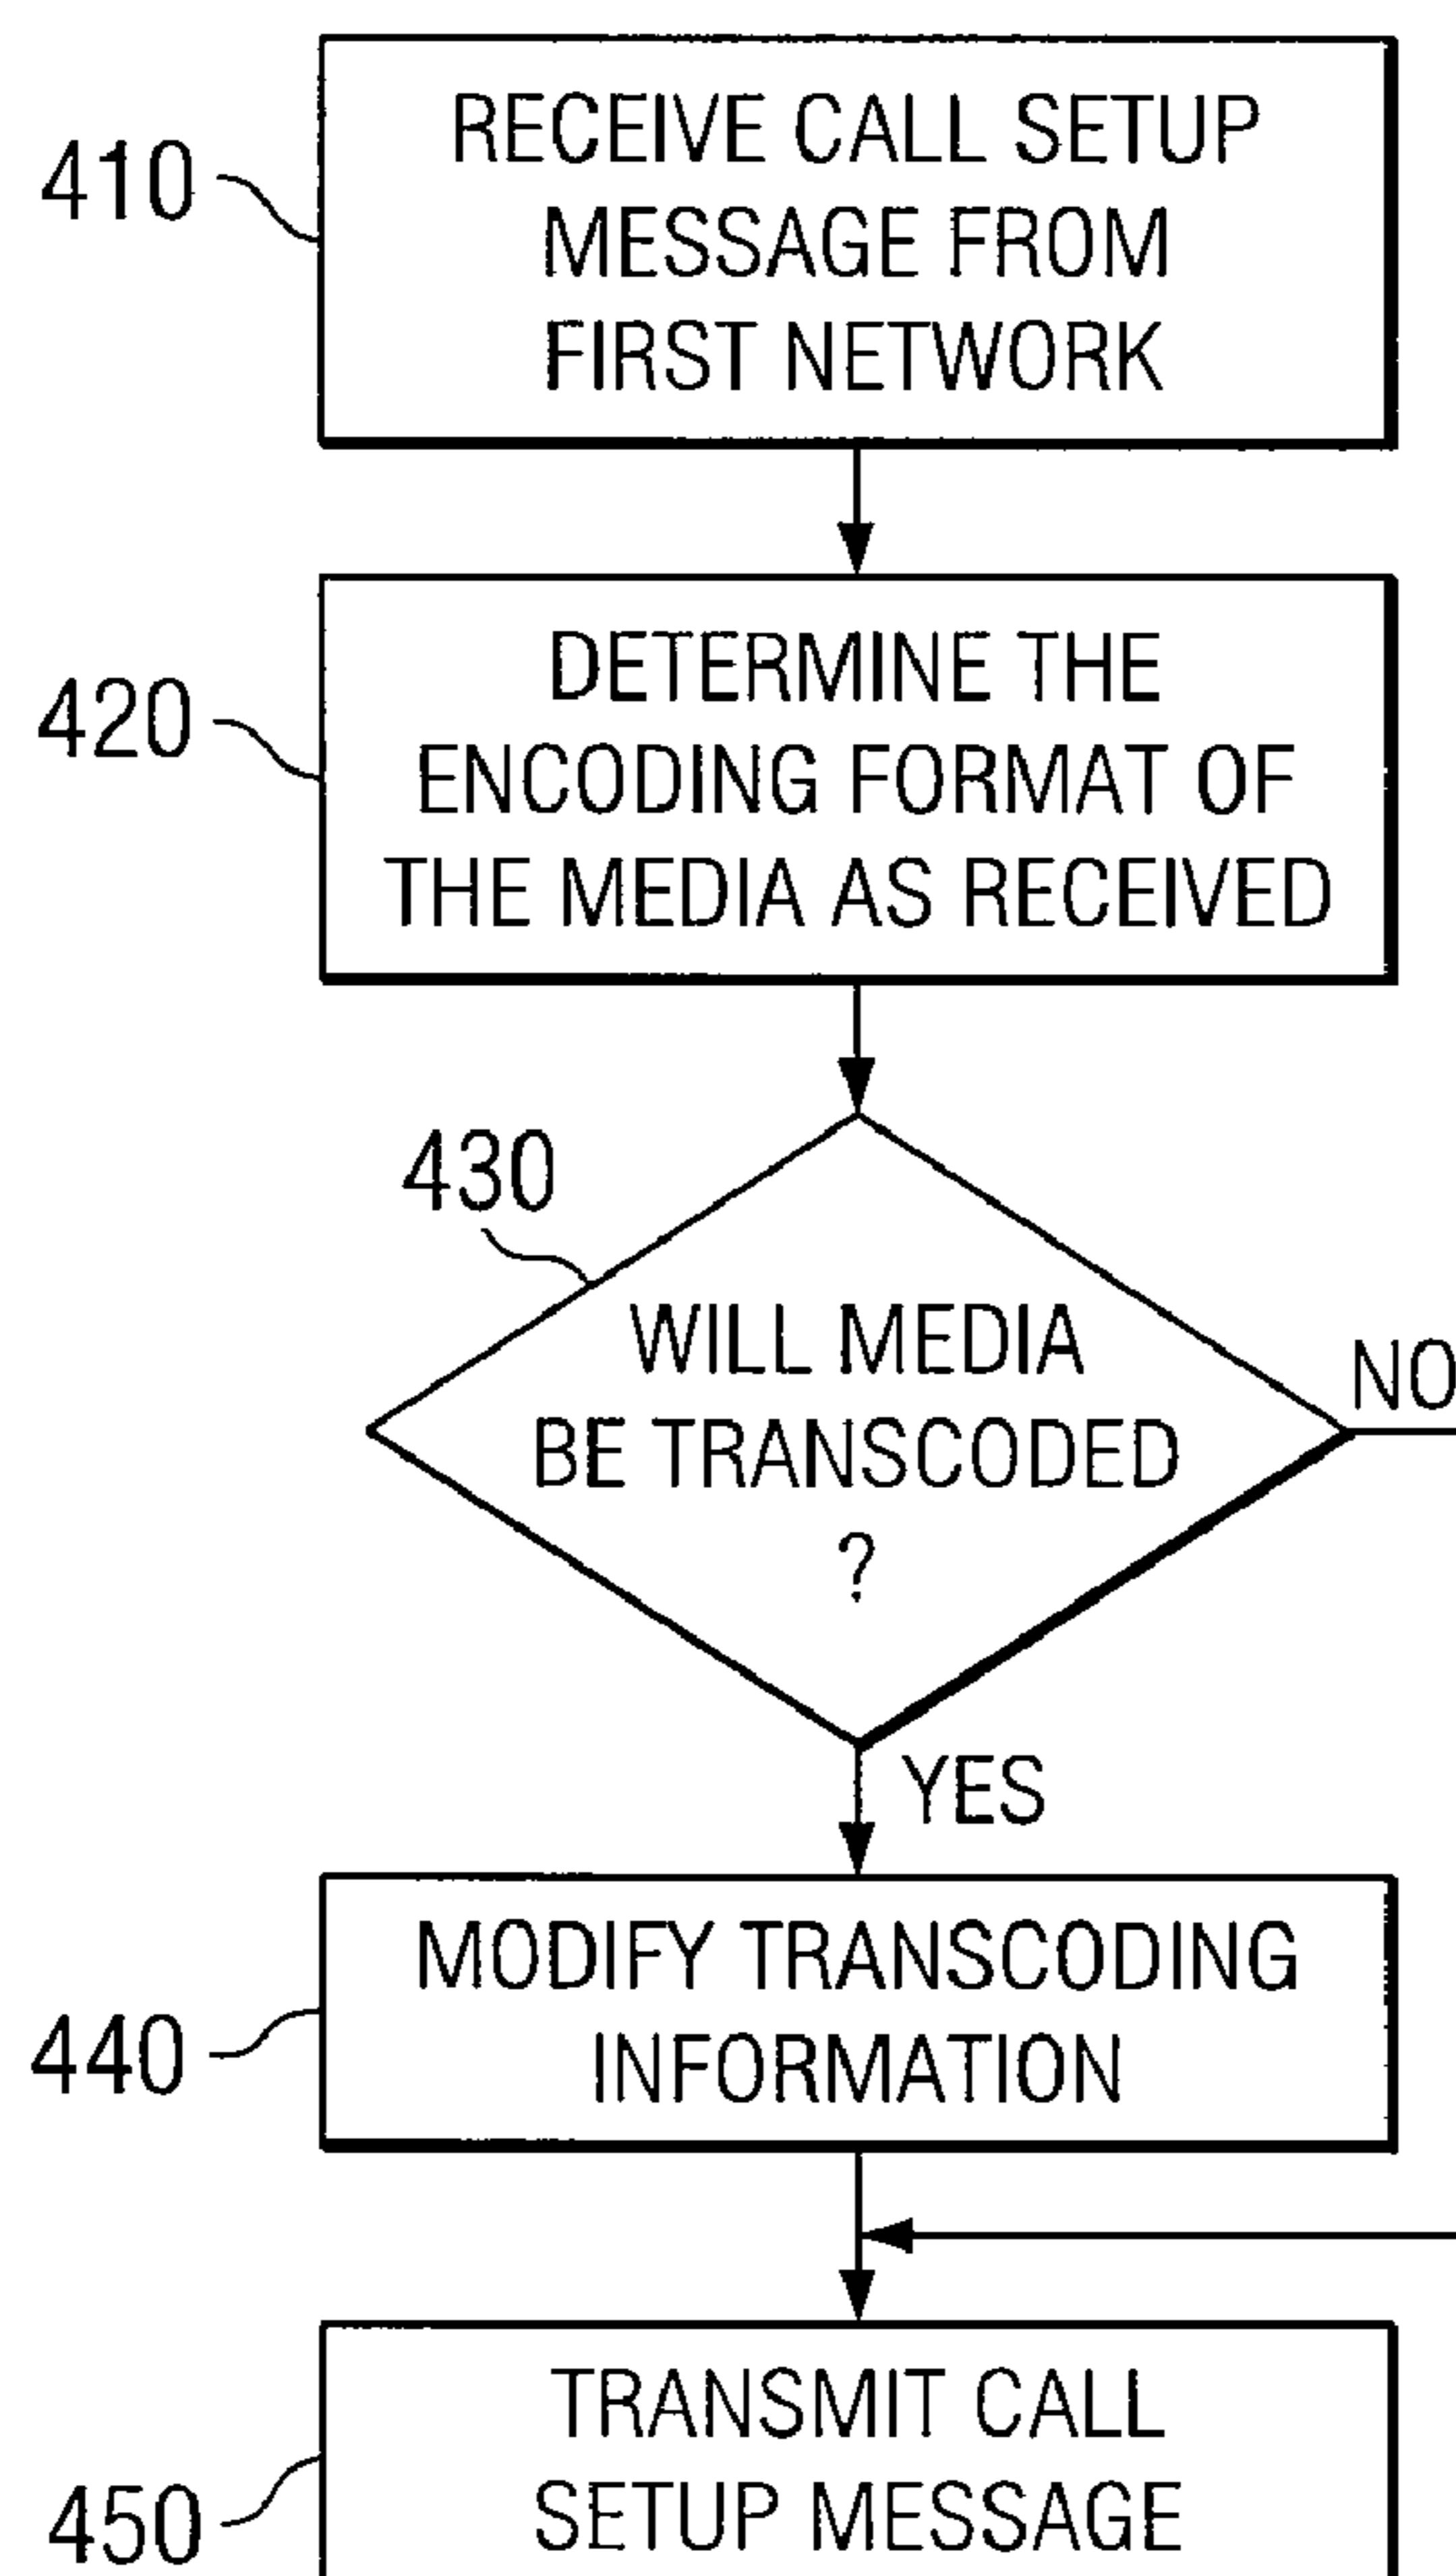 410
RECEIVE CALL SETUP
MESSAGE FROM
FIRST NETWORK
420
DETERMINE THE
ENCODING FORMAT OF
THE MEDIA AS RECEIVED
430
WILL MEDIA
BE TRANSCODED
?
NO
YES
440
MODIFY TRANSCODING
INFORMATION
450
TRANSMIT CALL
SETUP MESSAGE